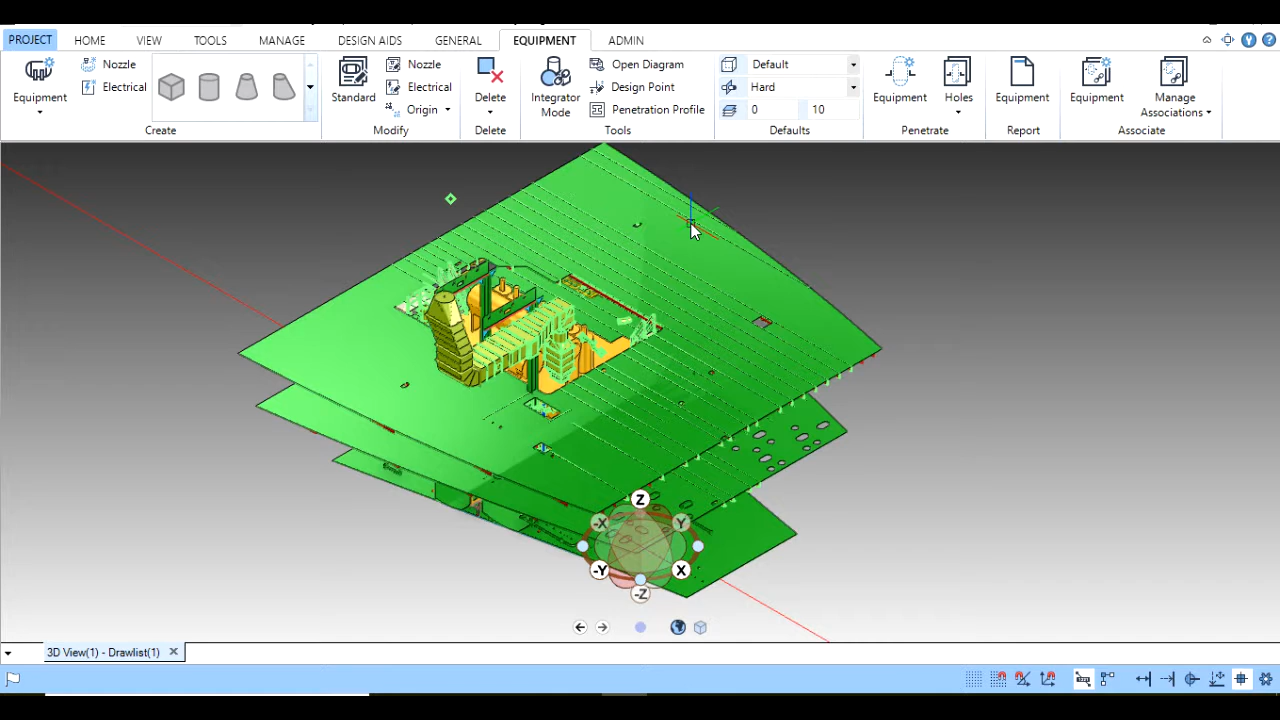 PROJECT HOME VIEW TOOLS MANAGE DESIGN AIDS GENERAL EQUIPMENT ADMIN
Nozzle Nozzle Open Diagram Default
Equipment Electrical Standard Electrical Delete Integrator Mode Design Point Hard Equipment Holes Equipment Equipment Manage Associations
Origin Penetration Profile 0 10
Create Modify Delete Tools Defaults Penetrate Report Associate
Z
-X Y
-Y X
-Z
3D View(1) - Drawlist(1)